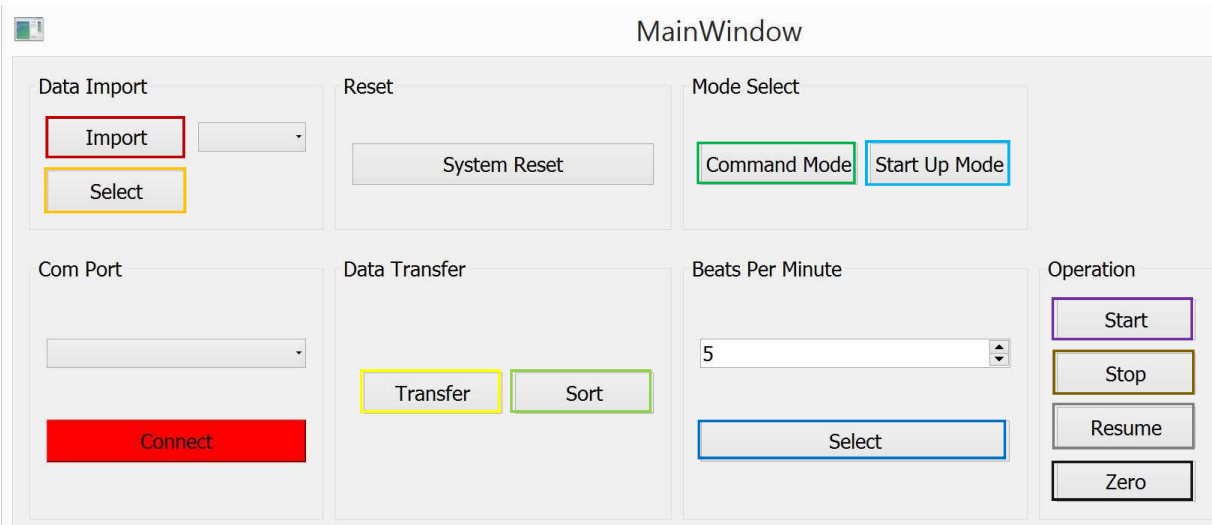 MainWindow
Data Import
Import
Select
Reset
System Reset
Mode Select
Command Mode
Start Up Mode
Com Port
Connect
Data Transfer
Transfer
Sort
Beats Per Minute
5
Select
Operation
Start
Stop
Resume
Zero